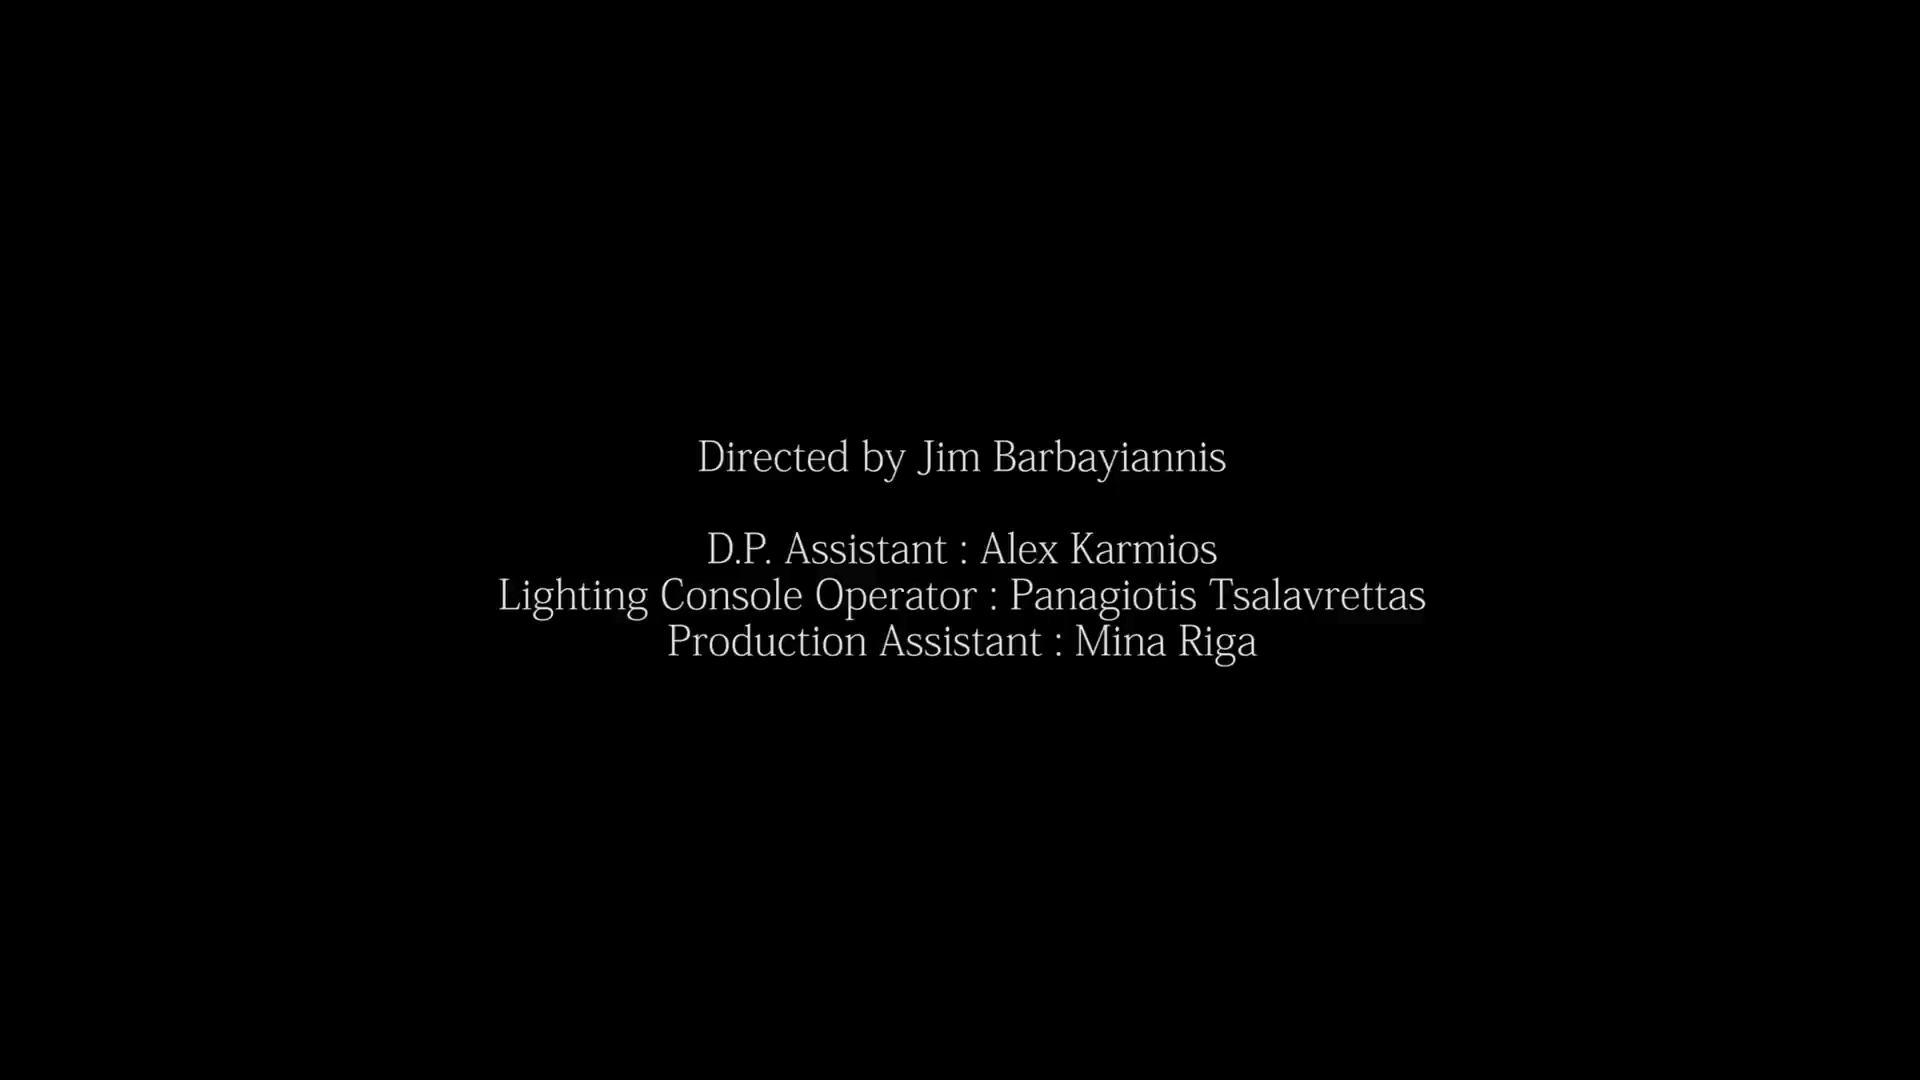 Directed by Jim Barbayiannis
D.P. Assistant : Alex Karmios
Lighting Console Operator : Panagiotis Tsalavrettas
Production Assistant : Mina Riga